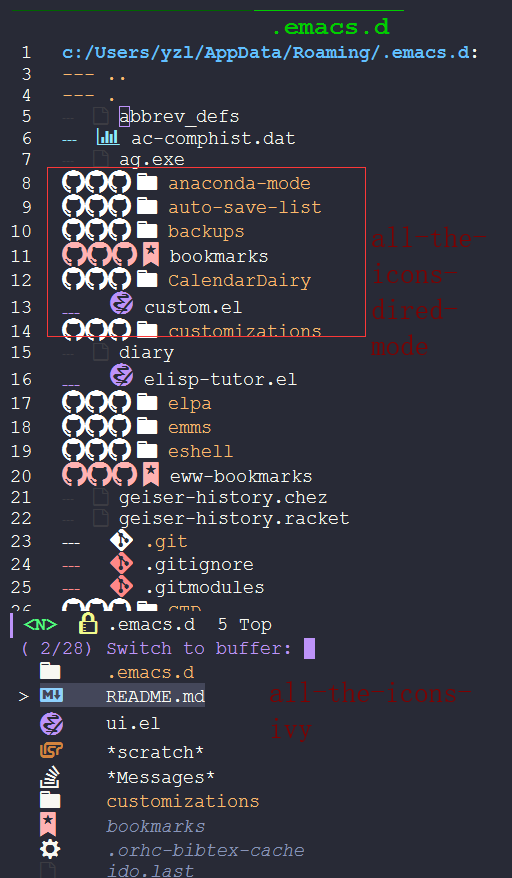 .emacs.d
1 c:/Users/yzl/AppData/Roaming/.emacs.d:
3 --- ..
4 --- .
5 abbrev_defs
6 --- ac-comphist.dat
7 ag.exe
8 anaconda-mode
9 auto-save-list
10 backups
11 bookmarks
12 CalendarDairy
13 --- custom.el
14 customizations
15 diary
16 --- elisp-tutor.el
17 elpa
18 emms
19 eshell
20 eww-bookmarks
21 geiser-history.chez
22 geiser-history.racket
23 --- .git
24 --- .gitignore
25 --- .gitmodules
26 GTD
all-the-
icons-
dired-
mode
<N> .emacs.d 5 Top
( 2/28) Switch to buffer:
.emacs.d
> M↓ README.md
ui.el
*scratch*
*Messages*
customizations
bookmarks
.orhc-bibtex-cache
ido.last
all-the-icons-
ivy